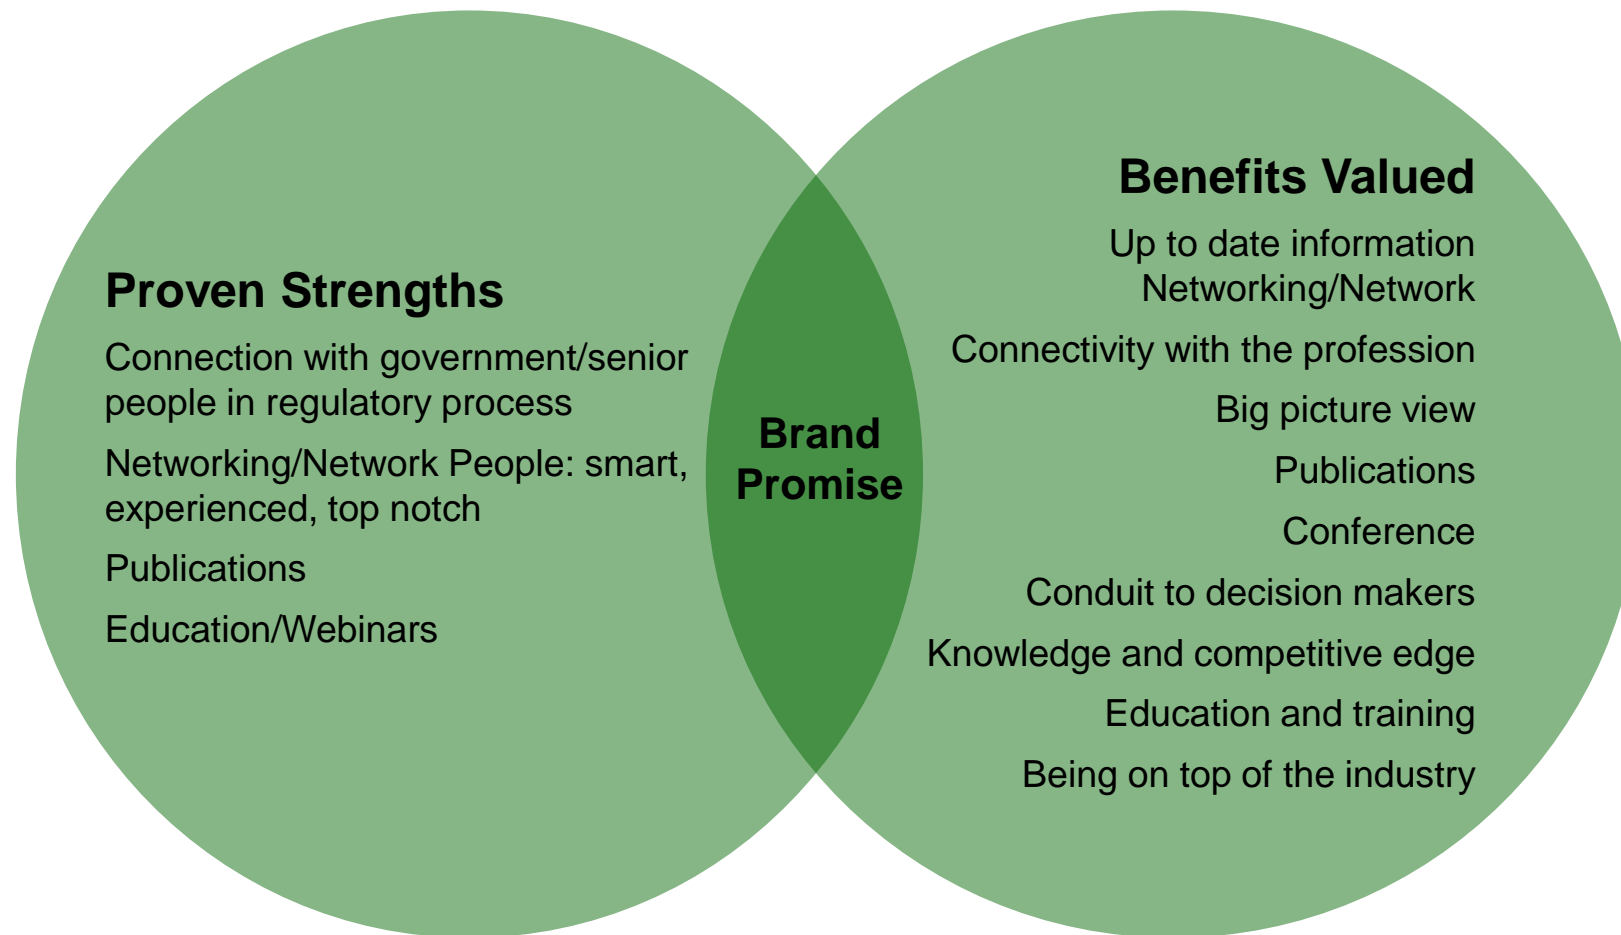 Proven Strengths
Connection with government/senior
people in regulatory process
Networking/Network People: smart,
experienced, top notch
Publications
Education/Webinars
Brand
Promise
Benefits Valued
Up to date information
Networking/Network
Connectivity with the profession
Big picture view
Publications
Conference
Conduit to decision makers
Knowledge and competitive edge
Education and training
Being on top of the industry